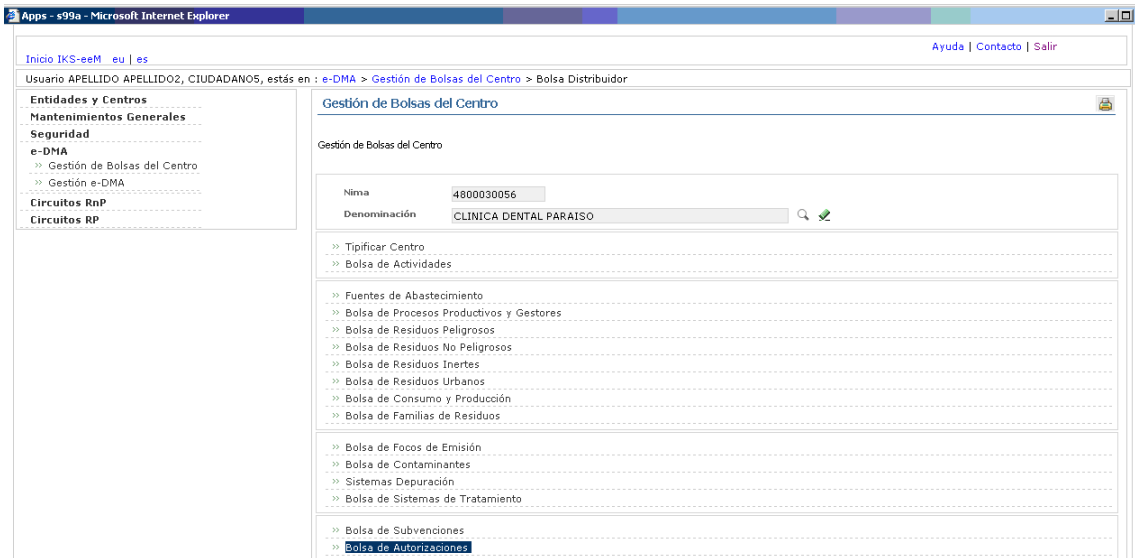 Apps - s99a - Microsoft Internet Explorer
Ayuda | Contacto | Salir
Inicio IKS-eeM eu | es
Usuario APELLIDO APELLIDO2, CIUDADANO5, estás en : e-DMA > Gestión de Bolsas del Centro > Bolsa Distribuidor
Entidades y Centros
Mantenimientos Generales
Seguridad
e-DMA
» Gestión de Bolsas del Centro
» Gestión e-DMA
Circuitos RnP
Circuitos RP
Gestión de Bolsas del Centro
Gestión de Bolsas del Centro
Nima 4800030056
Denominación CLINICA DENTAL PARAISO
» Tipificar Centro
» Bolsa de Actividades
» Fuentes de Abastecimiento
» Bolsa de Procesos Productivos y Gestores
» Bolsa de Residuos Peligrosos
» Bolsa de Residuos No Peligrosos
» Bolsa de Residuos Inertes
» Bolsa de Residuos Urbanos
» Bolsa de Consumo y Producción
» Bolsa de Familias de Residuos
» Bolsa de Focos de Emisión
» Bolsa de Contaminantes
» Sistemas Depuración
» Bolsa de Sistemas de Tratamiento
» Bolsa de Subvenciones
» Bolsa de Autorizaciones